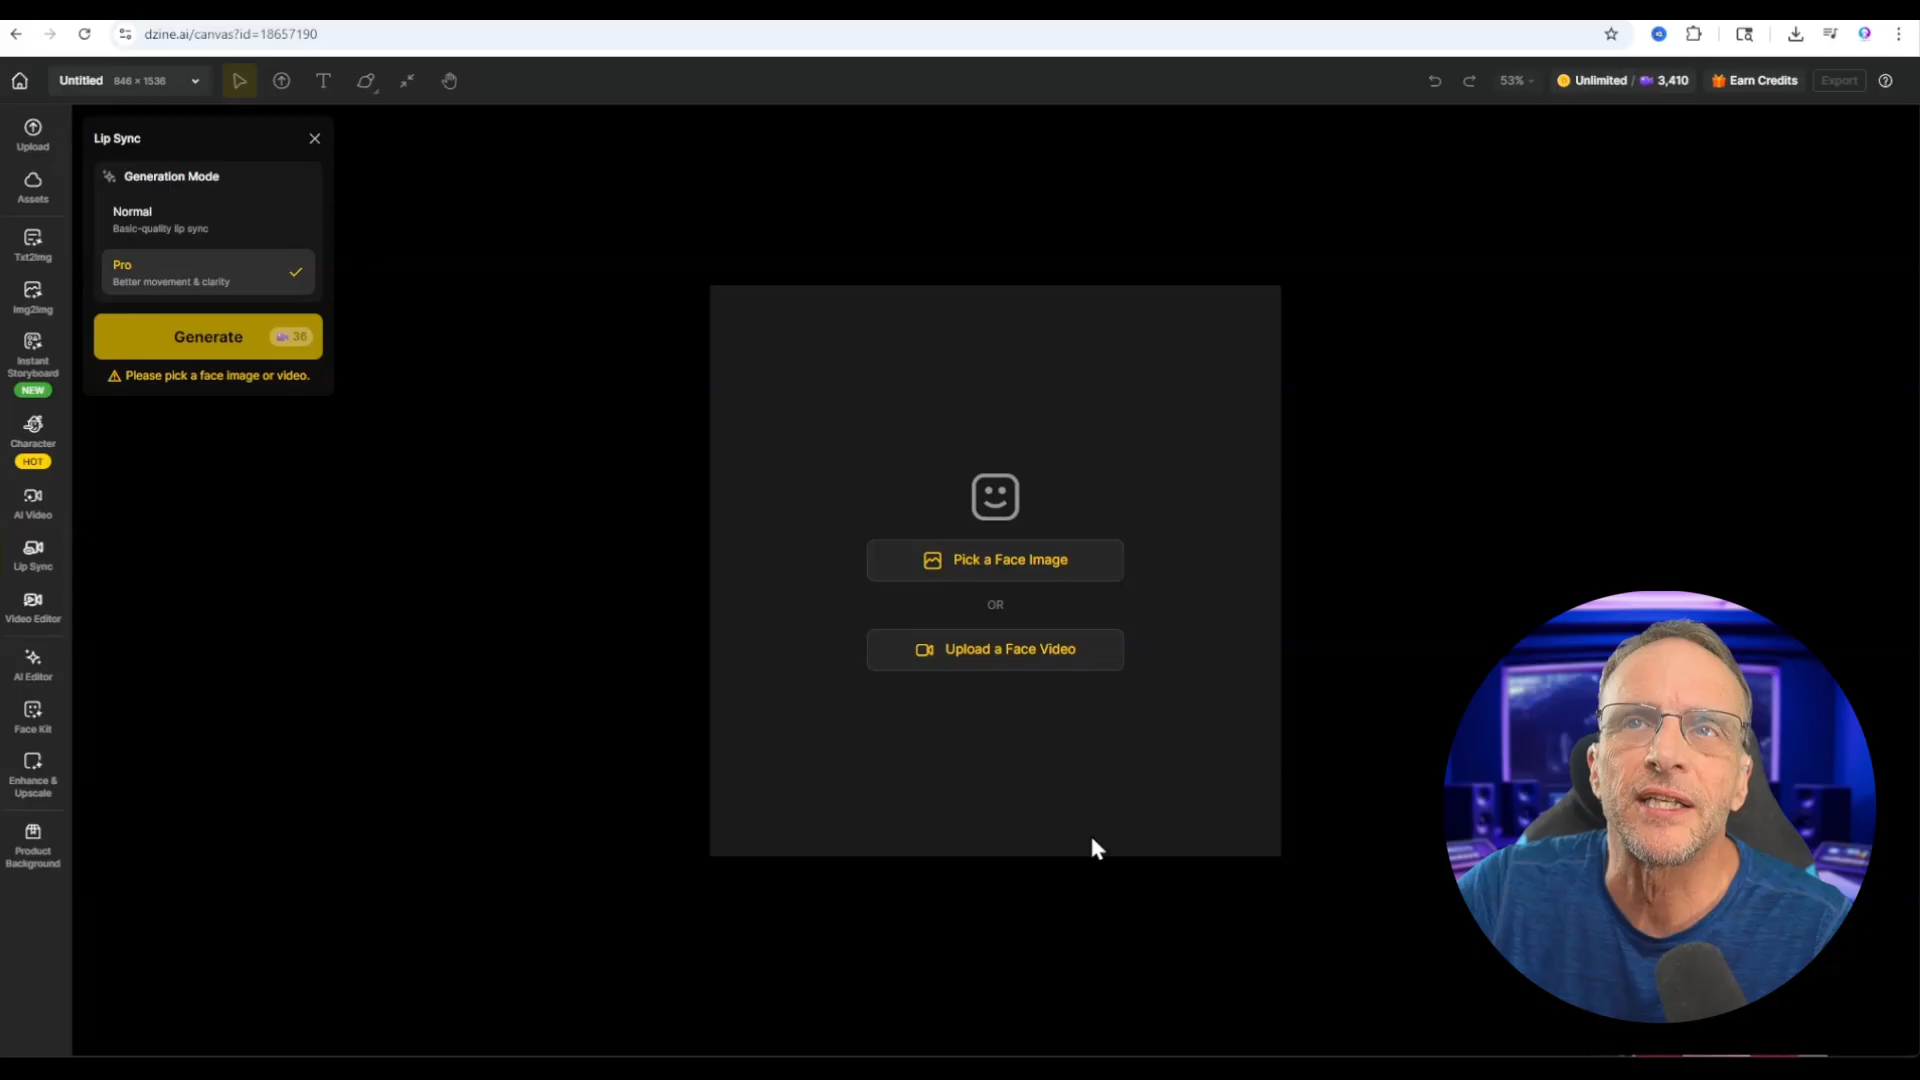 dzine.ai/canvas?id=18657190
Untitled 846 × 1536
53%
Unlimited / 3,410
Earn Credits
Export
Upload
Assets
Txt2Img
Img2Img
Instant
Storyboard
NEW
Character
HOT
AI Video
Lip Sync
Video Editor
AI Editor
Face Kit
Enhance &
Upscale
Product
Background
Lip Sync
Generation Mode
Normal
Basic-quality lip sync
Pro
Better movement & clarity
Generate 36
Please pick a face image or video.
Pick a Face Image
OR
Upload a Face Video